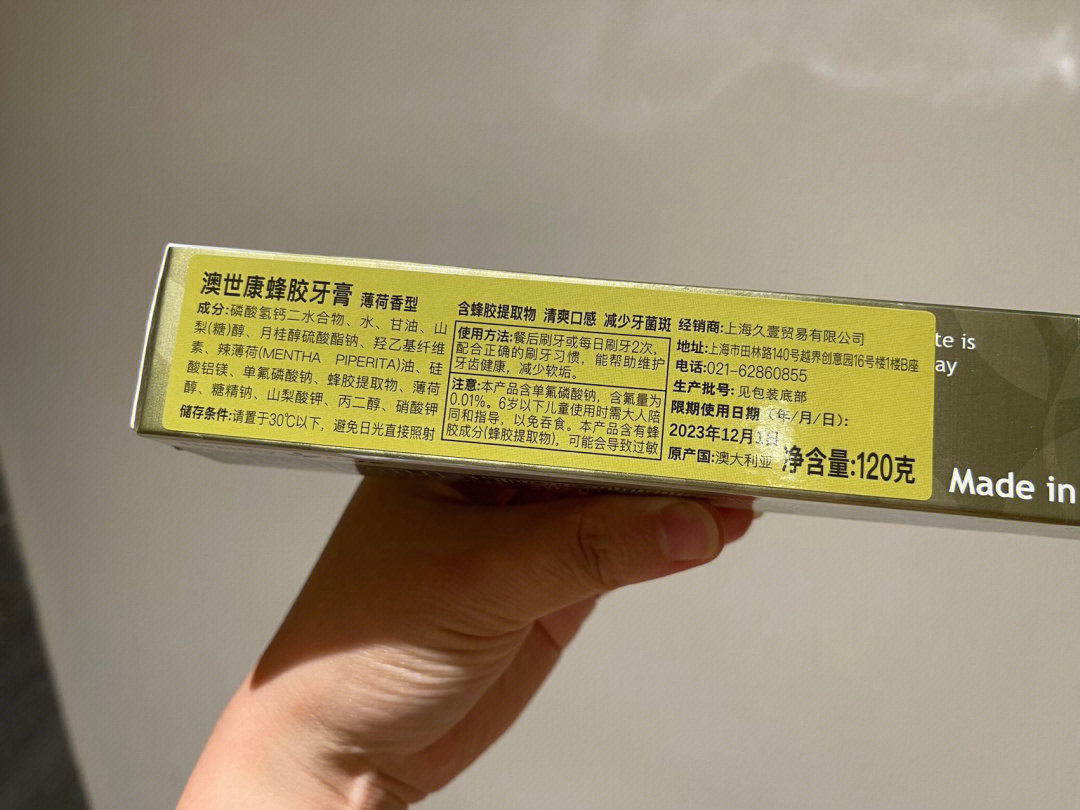 澳世康蜂胶牙膏 薄荷香型
成分:磷酸氢钙二水合物、水、甘油、山
梨(糖)醇、月桂醇硫酸酯钠、羟乙基纤维
素、辣薄荷(MENTHA PIPERITA)油、硅
酸铝镁、单氟磷酸钠、蜂胶提取物、薄荷
醇、糖精钠、山梨酸钾、丙二醇、硝酸钾
储存条件:请置于30℃以下，避免日光直接照射
含蜂胶提取物 清爽口感 减少牙菌斑
使用方法:餐后刷牙或每日刷牙2次，
配合正确的刷牙习惯，能帮助维护
牙齿健康，减少软垢。
注意:本产品含单氟磷酸钠，含氟量为
0.01%。6岁以下儿童使用时需大人陪
同和指导，以免吞食。本产品含有蜂
胶成分(蜂胶提取物)，可能会导致过敏
经销商:上海久壹贸易有限公司
地址:上海市田林路140号越界创意园16号楼1楼B座
电话:021-62860855
生产批号:见包装底部
限期使用日期（年/月/日）:
2023年12月日
原产国:澳大利亚 净含量:120克
te is
ay
Made in